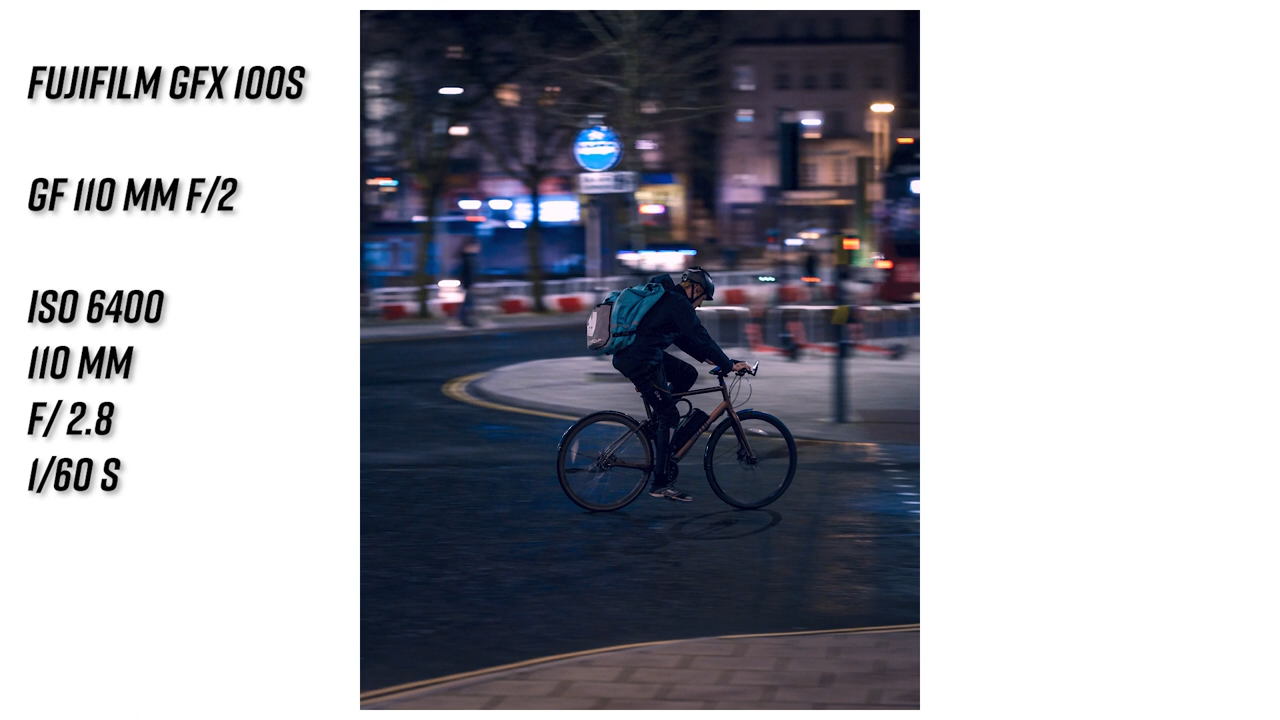 FUJIFILM GFX 100S
GF 110 MM F/2
ISO 6400
110 MM
F/ 2.8
1/60 S